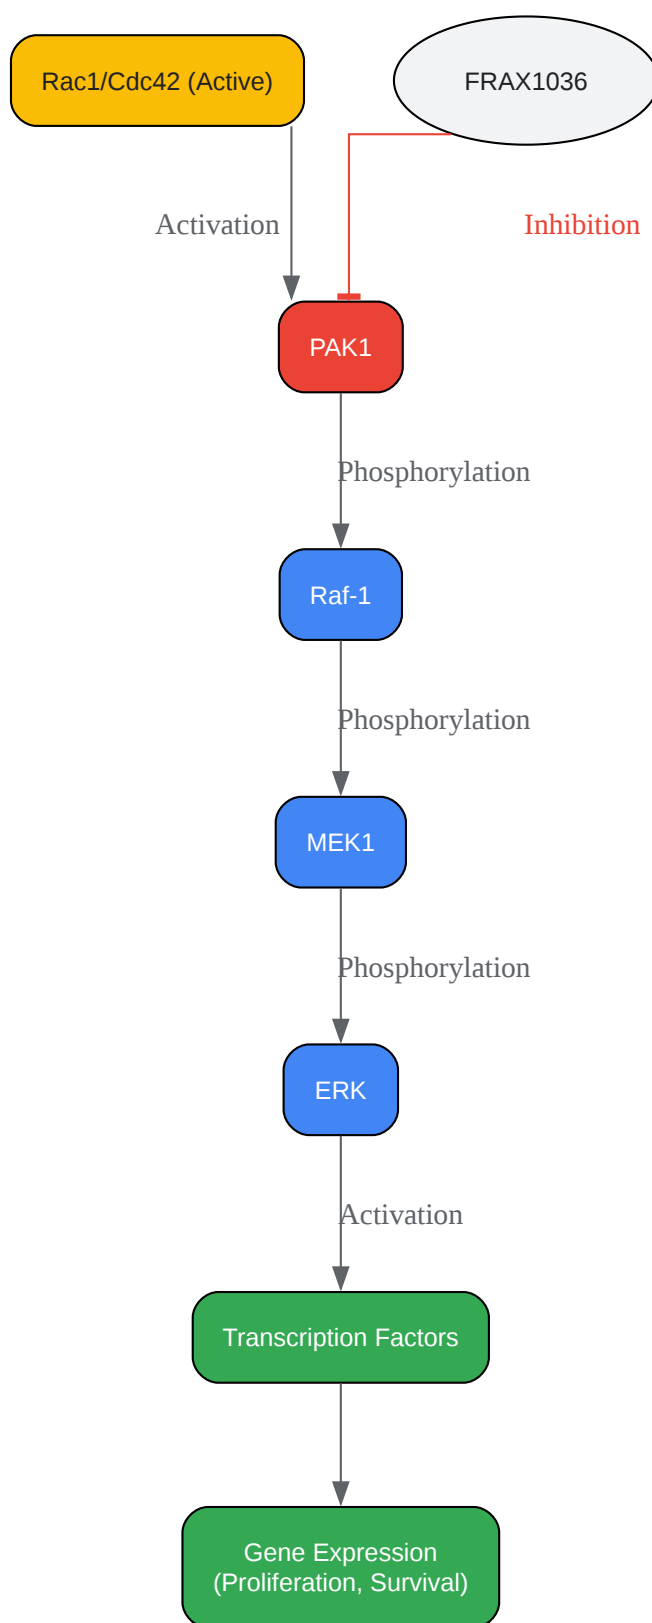 Rac1/Cdc42 (Active)
FRAX1036
Activation
Inhibition
PAK1
Phosphorylation
Raf-1
Phosphorylation
MEK1
Phosphorylation
ERK
Activation
Transcription Factors
Gene Expression
(Proliferation, Survival)